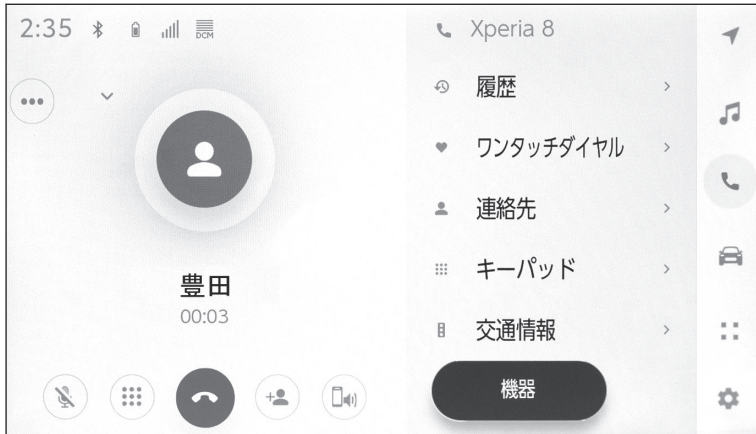 2:35
DCM
豊田
00:03
Xperia 8
履歴
ワンタッチダイヤル
連絡先
キーパッド
交通情報
機器